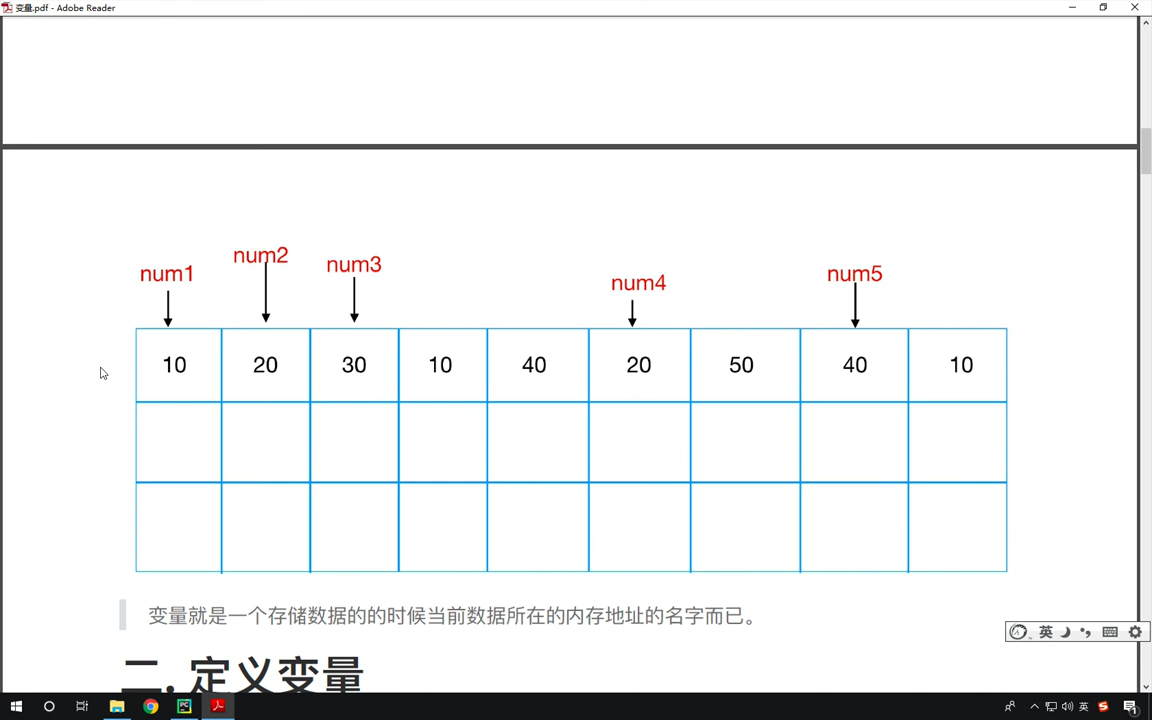 变量.pdf - Adobe Reader
num1 num2 num3 num4 num5
10 20 30 10 40 20 50 40 10
变量就是一个存储数据的的时候当前数据所在的内存地址的名字而已。
英
二. 定义变量
英